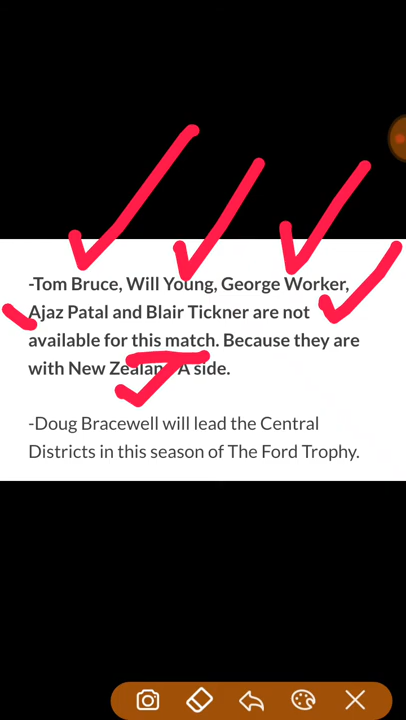 -Tom Bruce, Will Young, George Worker,
Ajaz Patal and Blair Tickner are not
available for this match. Because they are
with New Zealand A side.
-Doug Bracewell will lead the Central
Districts in this season of The Ford Trophy.